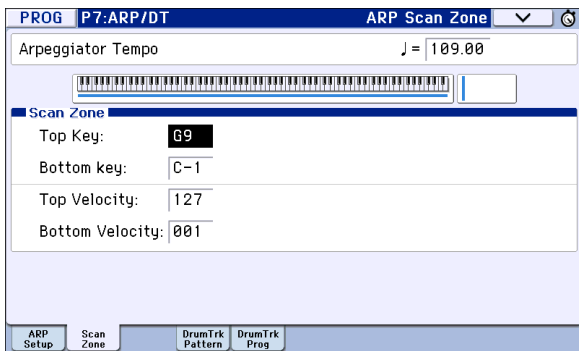 PROG P7:ARP/DT ARP Scan Zone
Arpeggiator Tempo ♩= 109.00
Scan Zone
Top Key: G9
Bottom key: C-1
Top Velocity: 127
Bottom Velocity: 001
ARP Setup Scan Zone DrumTrk Pattern DrumTrk Prog